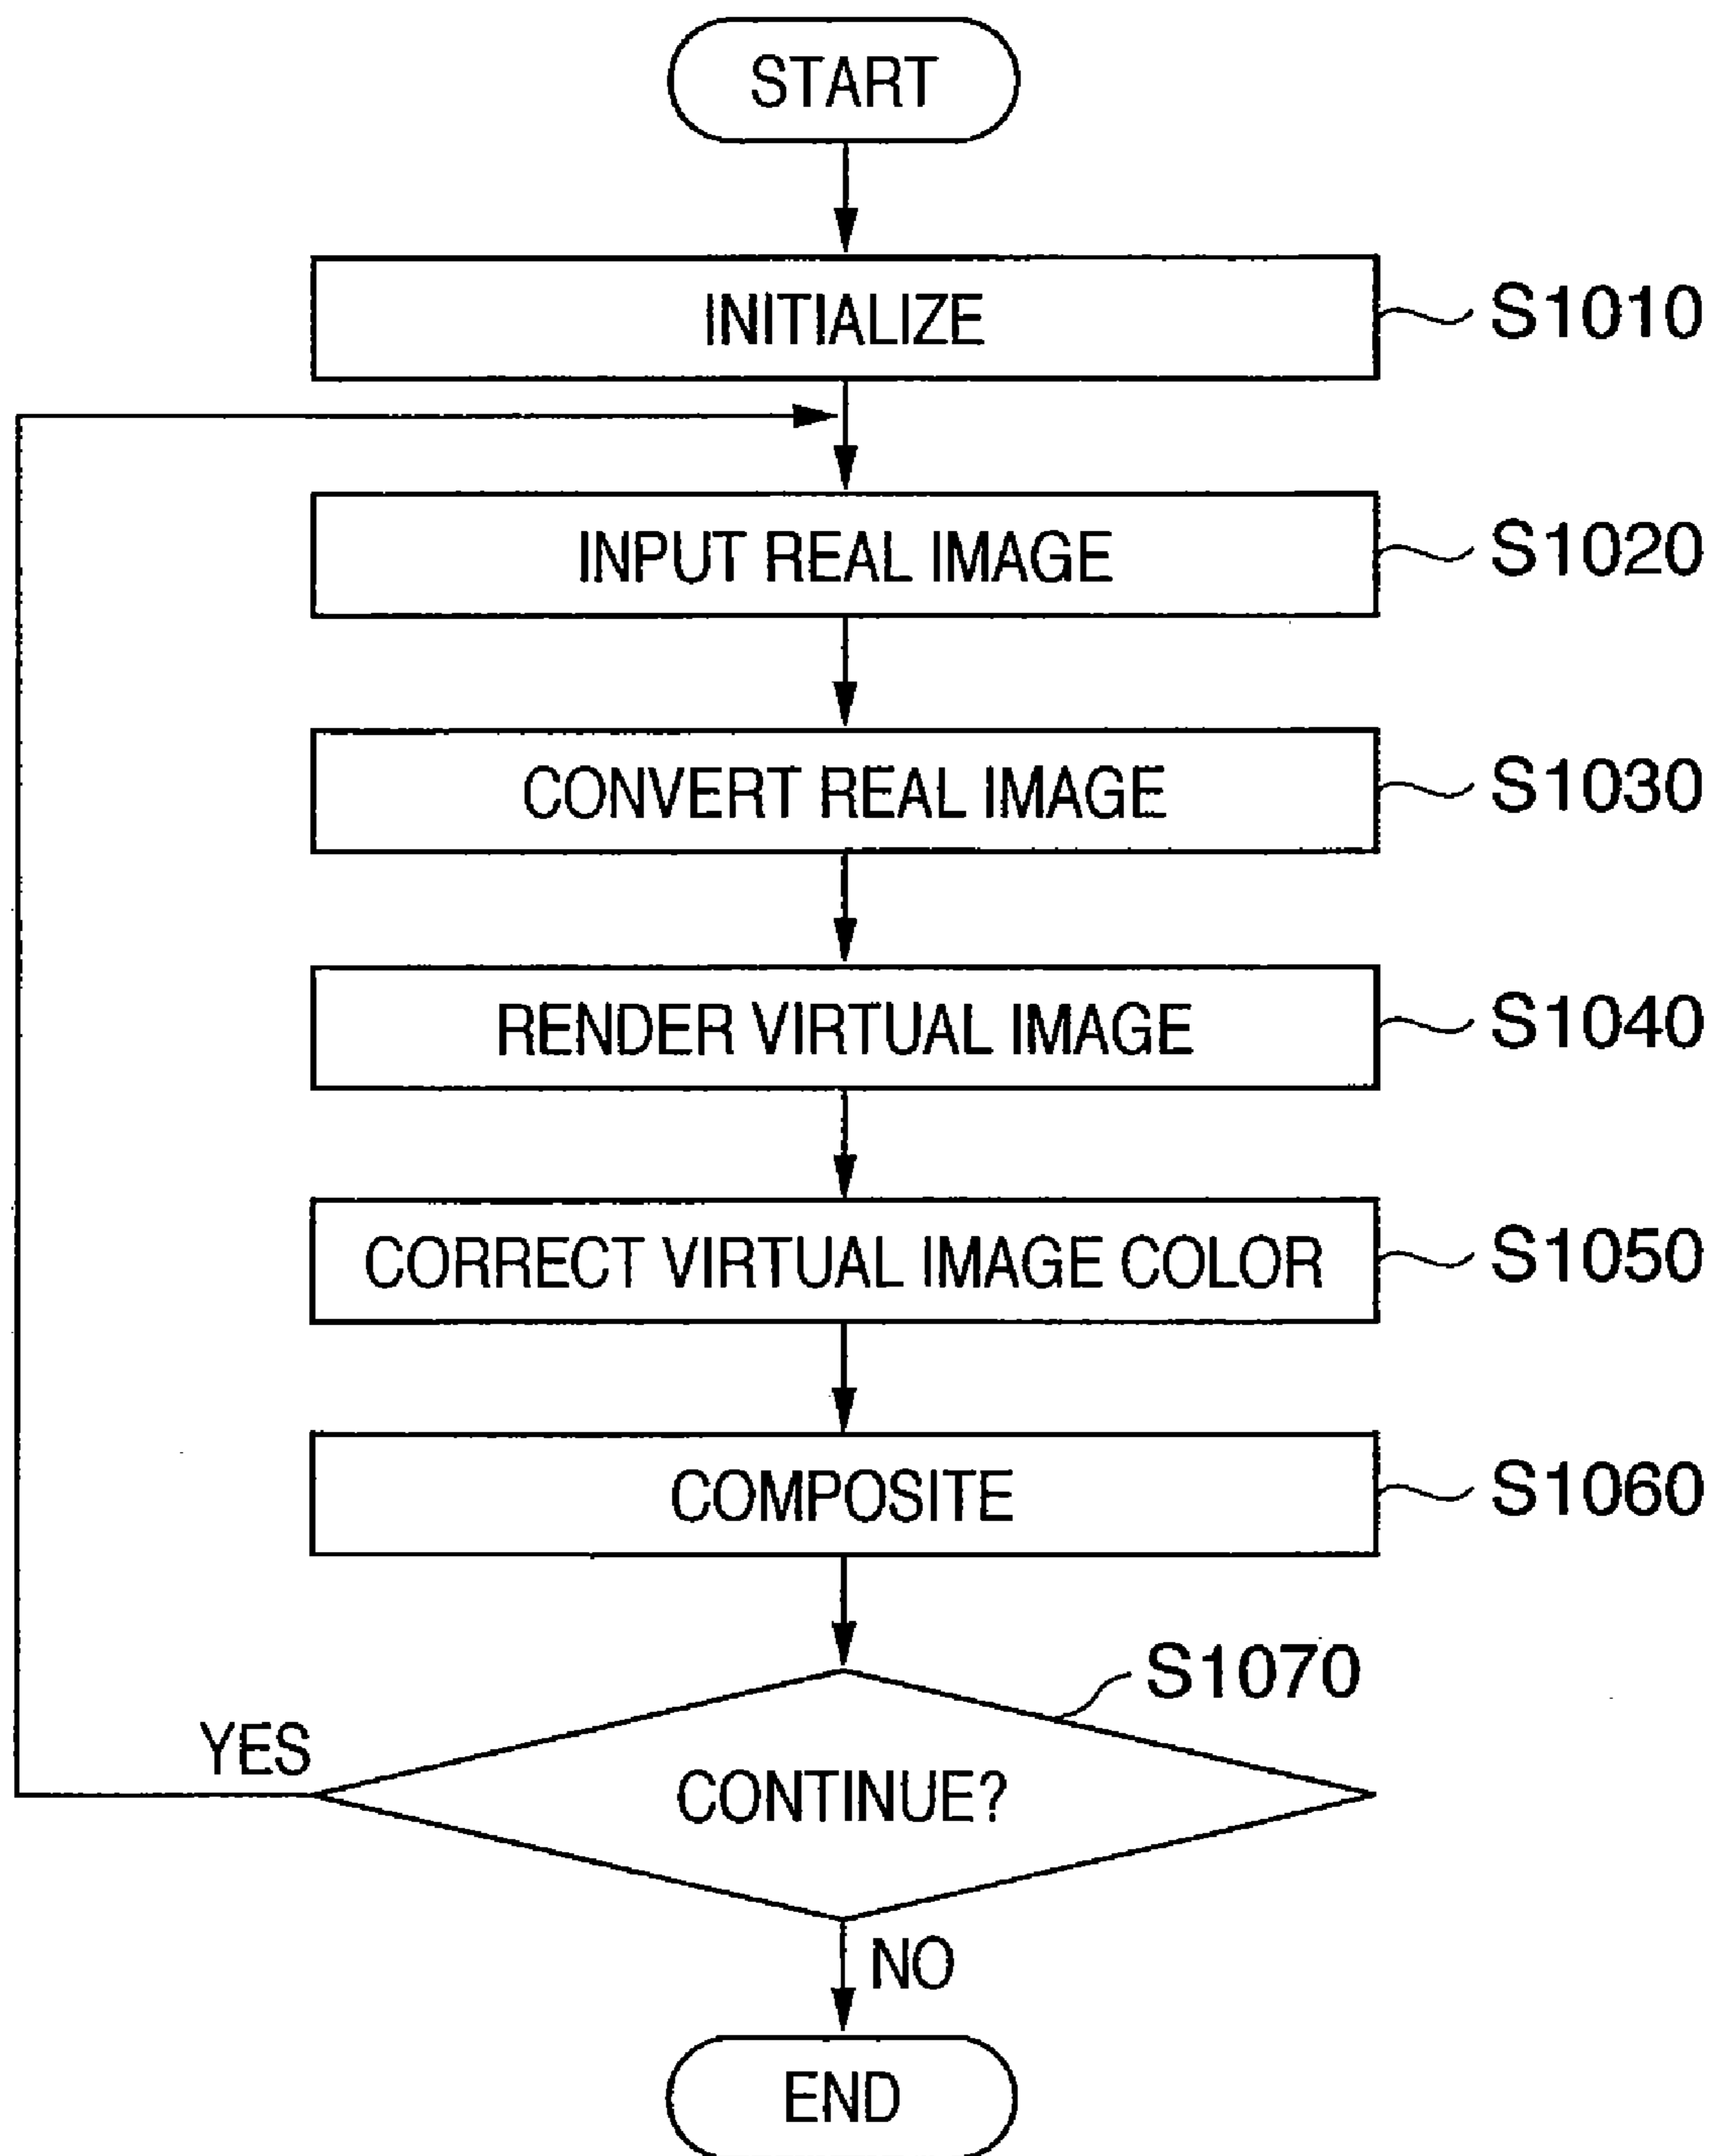 START
INITIALIZE
S1010
INPUT REAL IMAGE
S1020
CONVERT REAL IMAGE
S1030
RENDER VIRTUAL IMAGE
S1040
CORRECT VIRTUAL IMAGE COLOR
S1050
COMPOSITE
S1060
S1070
YES
CONTINUE?
NO
END